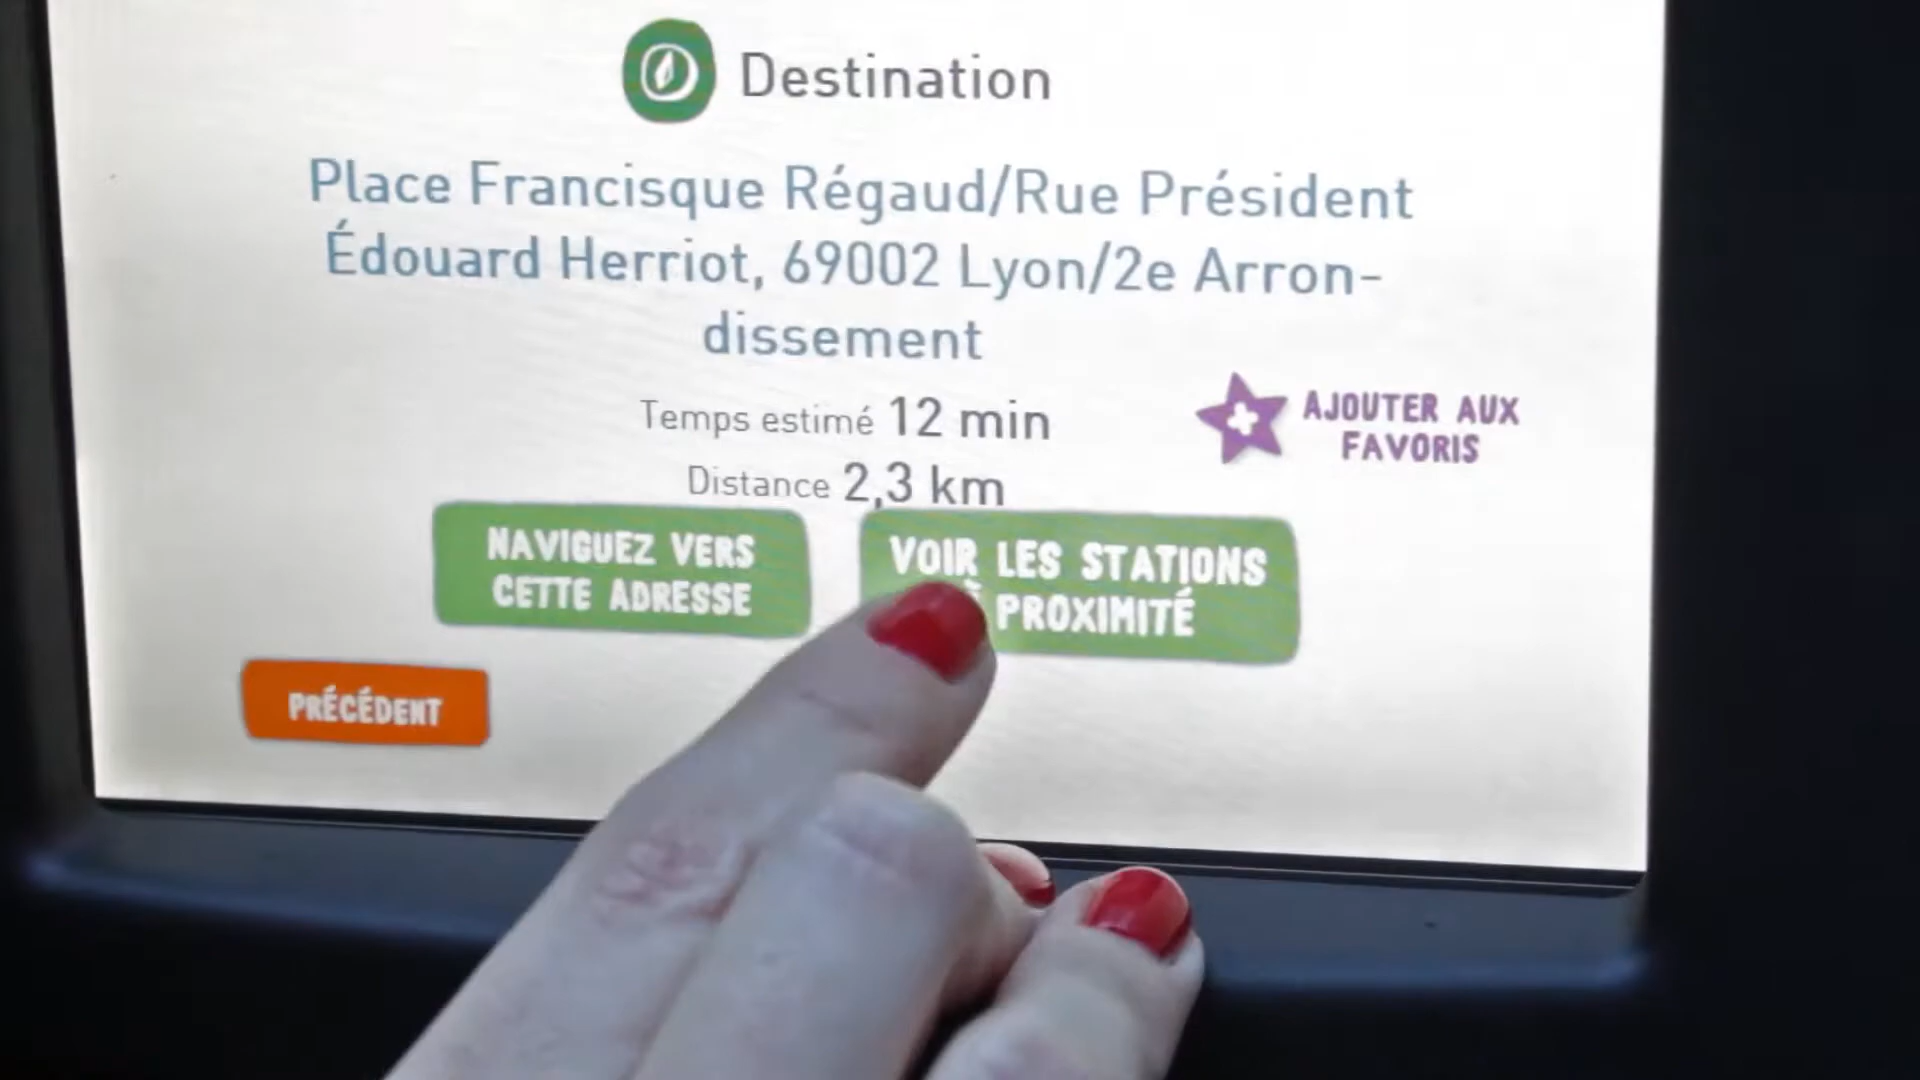 Destination
Place Francisque Régaud/Rue Président
Édouard Herriot, 69002 Lyon/2e Arron-
dissement
Temps estimé 12 min
AJOUTER AUX
FAVORIS
Distance 2,3 km
NAVIGUEZ VERS
CETTE ADRESSE
VOIR LES STATIONS
À PROXIMITÉ
PRÉCÉDENT